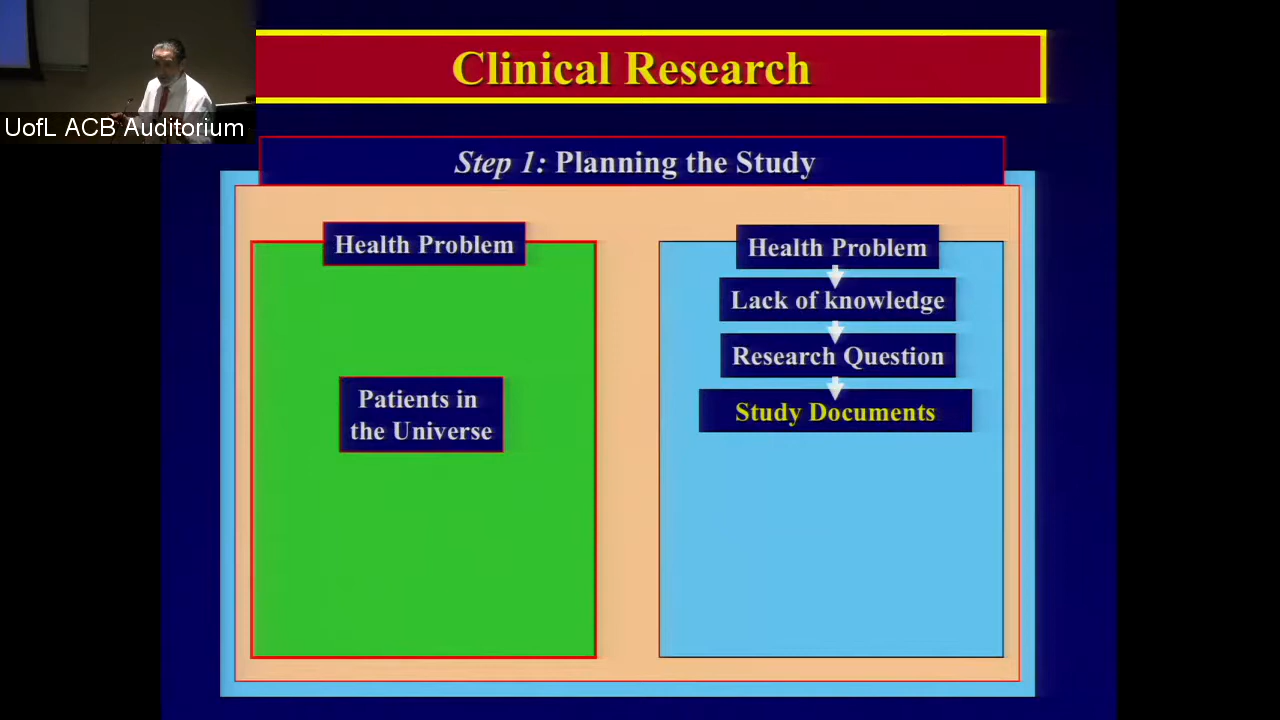 Clinical Research
UofL ACB Auditorium
Step 1: Planning the Study
Health Problem
Patients in
the Universe
Health Problem
Lack of knowledge
Research Question
Study Documents